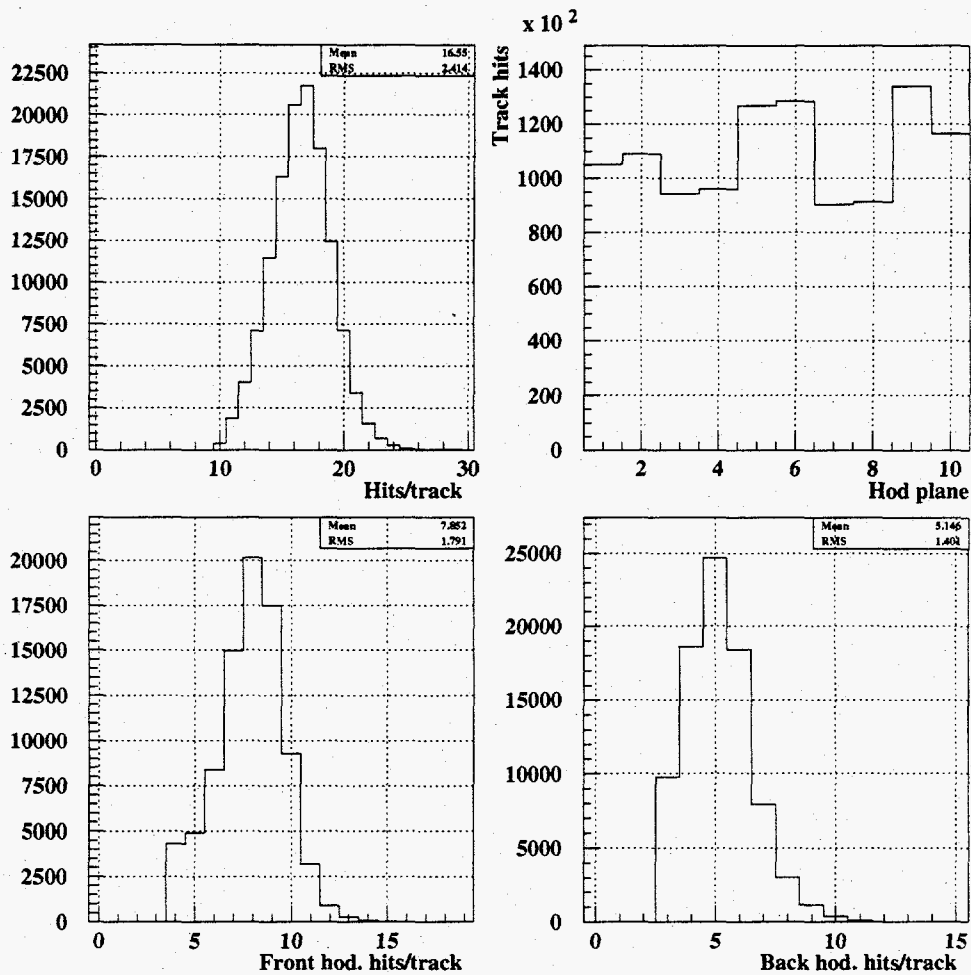 Mean 16.55
RMS 2.414
22500
20000
17500
15000
12500
10000
7500
5000
2500
0
0 10 20 30
Hits/track
x 10 2
Track hits
1400
1200
1000
800
600
400
200
0
2 4 6 8 10
Hod plane
Mean 7.852
RMS 1.791
20000
17500
15000
12500
10000
7500
5000
2500
0
0 5 10 15
Front hod. hits/track
Mean 5.146
RMS 1.401
25000
20000
15000
10000
5000
0
0 5 10 15
Back hod. hits/track